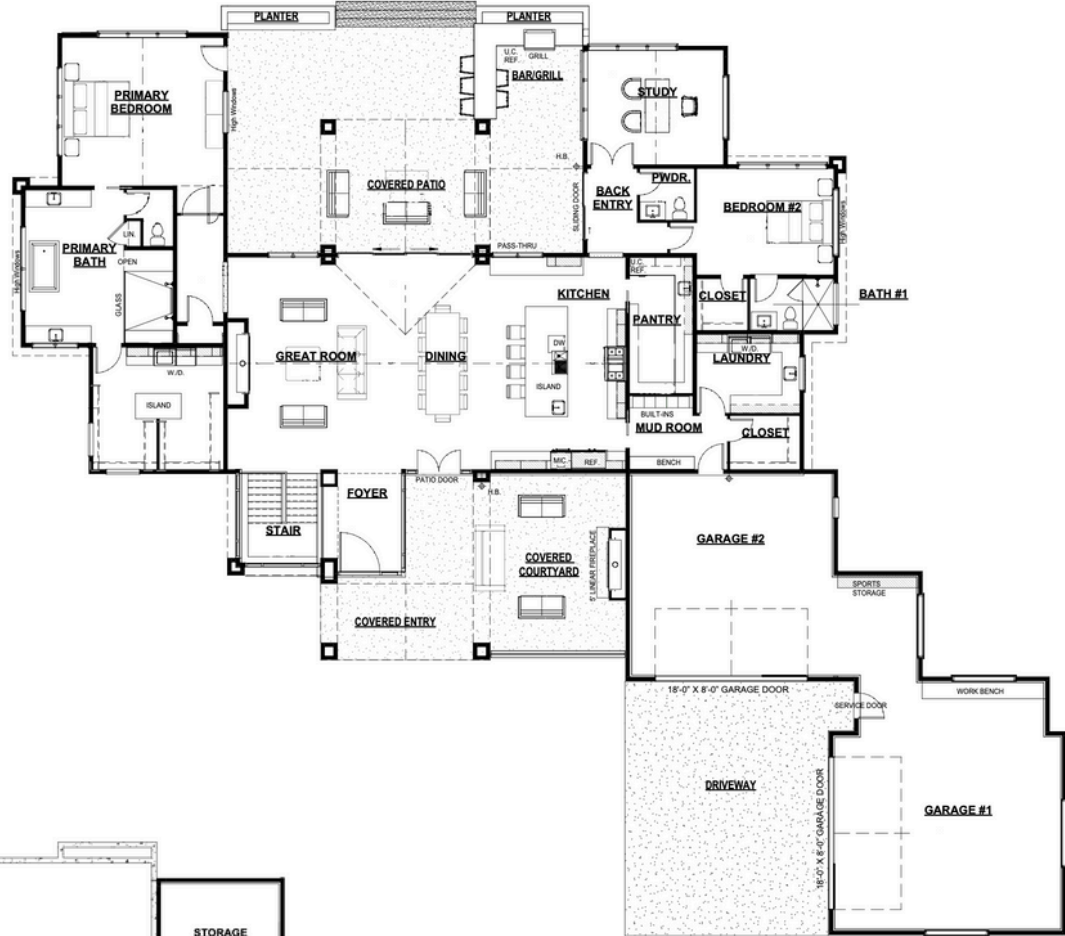 PLANTER
PLANTER
U.C.
REF.
GRILL
BAR/GRILL
PRIMARY
BEDROOM
High Windows
STUDY
H.B.
COVERED PATIO
BACK
ENTRY
PWDR.
SLIDING DOOR
BEDROOM #2
High Windows
LIN.
PRIMARY
BATH
OPEN
High Windows
GLASS
PASS-THRU
U.C.
REF.
KITCHEN
CLOSET
BATH #1
PANTRY
GREAT ROOM
DINING
DW
ISLAND
W./D.
LAUNDRY
W./D.
ISLAND
BUILT-INS
MUD ROOM
CLOSET
MIC.
REF.
BENCH
PATIO DOOR
H.B.
FOYER
STAIR
COVERED
COURTYARD
5' LINEAR FIREPLACE
GARAGE #2
SPORTS
STORAGE
COVERED ENTRY
18'-0" X 8'-0" GARAGE DOOR
WORK BENCH
SERVICE DOOR
DRIVEWAY
18'-0" X 8'-0" GARAGE DOOR
GARAGE #1
STORAGE